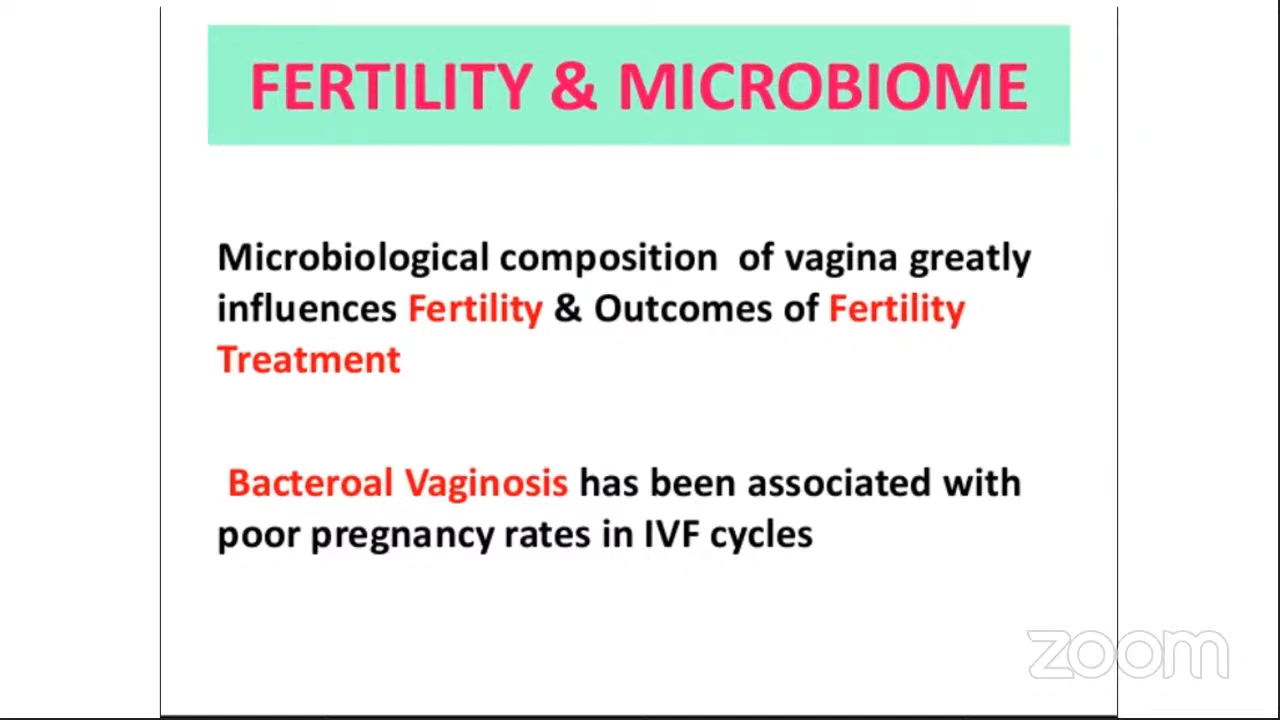 FERTILITY & MICROBIOME
Microbiological composition of vagina greatly
influences Fertility & Outcomes of Fertility
Treatment
Bacteroal Vaginosis has been associated with
poor pregnancy rates in IVF cycles
zoom